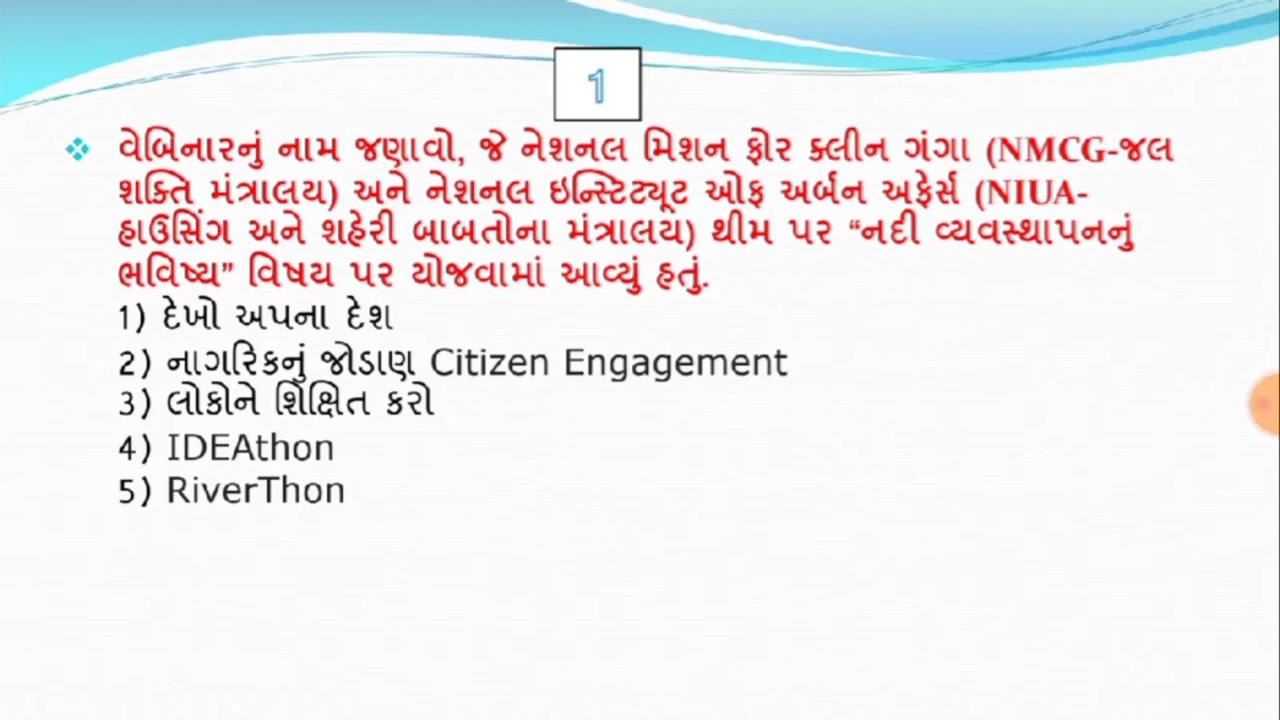 1
વેબિનારનું નામ જણાવો, જે નેશનલ મિશન ફોર ક્લીન ગંગા (NMCG-જલ
શક્તિ મંત્રાલય) અને નેશનલ ઇન્સ્ટિટ્યૂટ ઓફ અર્બન અફેર્સ (NIUA-
હાઉસિંગ અને શહેરી બાબતોના મંત્રાલય) થીમ પર “નદી વ્યવસ્થાપનનું
ભવિષ્ય” વિષય પર યોજવામાં આવ્યું હતું.
1) દેખો અપના દેશ
2) નાગરિકનું જોડાણ Citizen Engagement
3) લોકોને શિક્ષિત કરો
4) IDEAthon
5) RiverThon